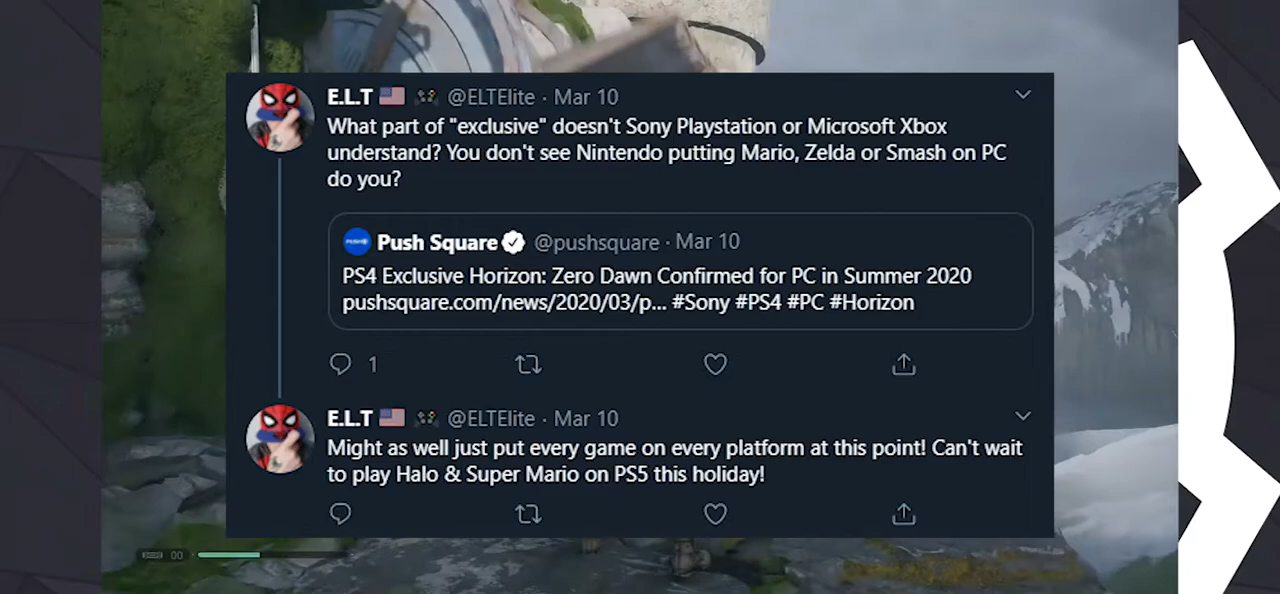 E.L.T @ELTElite · Mar 10
What part of "exclusive" doesn't Sony Playstation or Microsoft Xbox
understand? You don't see Nintendo putting Mario, Zelda or Smash on PC
do you?
Push Square @pushsquare · Mar 10
PS4 Exclusive Horizon: Zero Dawn Confirmed for PC in Summer 2020
pushsquare.com/news/2020/03/p... #Sony #PS4 #PC #Horizon
1
E.L.T @ELTElite · Mar 10
Might as well just put every game on every platform at this point! Can't wait
to play Halo & Super Mario on PS5 this holiday!
00